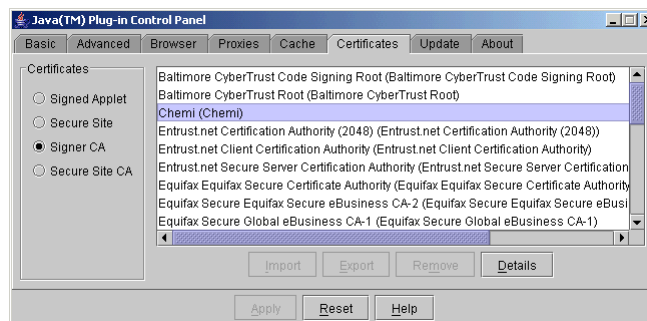 Java(TM) Plug-in Control Panel
Basic Advanced Browser Proxies Cache Certificates Update About
Certificates
Signed Applet
Secure Site
Signer CA
Secure Site CA
Baltimore CyberTrust Code Signing Root (Baltimore CyberTrust Code Signing Root)
Baltimore CyberTrust Root (Baltimore CyberTrust Root)
Chemi (Chemi)
Entrust.net Certification Authority (2048) (Entrust.net Certification Authority (2048))
Entrust.net Client Certification Authority (Entrust.net Client Certification Authority)
Entrust.net Secure Server Certification Authority (Entrust.net Secure Server Certification
Equifax Equifax Secure Certificate Authority (Equifax Equifax Secure Certificate Authority
Equifax Secure Equifax Secure eBusiness CA-2 (Equifax Secure Equifax Secure eBusi
Equifax Secure Global eBusiness CA-1 (Equifax Secure Global eBusiness CA-1)
Import Export Remove Details
Apply Reset Help